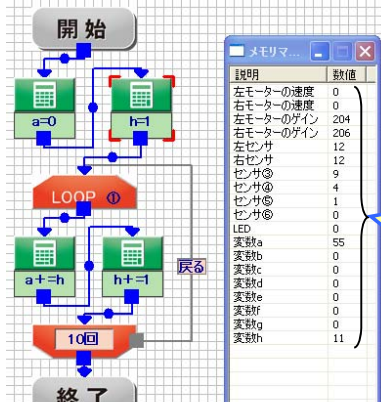 開始
a=0
h=1
LOOP ①
a+=h
h+=1
戻る
10回
終了
メモリマ...
説明 数値
左モーターの速度 0
右モーターの速度 0
左モーターのゲイン 204
右モーターのゲイン 206
左センサ 12
右センサ 12
センサ③ 9
センサ④ 4
センサ⑤ 1
センサ⑥ 0
LED 0
変数a 55
変数b 0
変数c 0
変数d 0
変数e 0
変数f 0
変数g 0
変数h 11